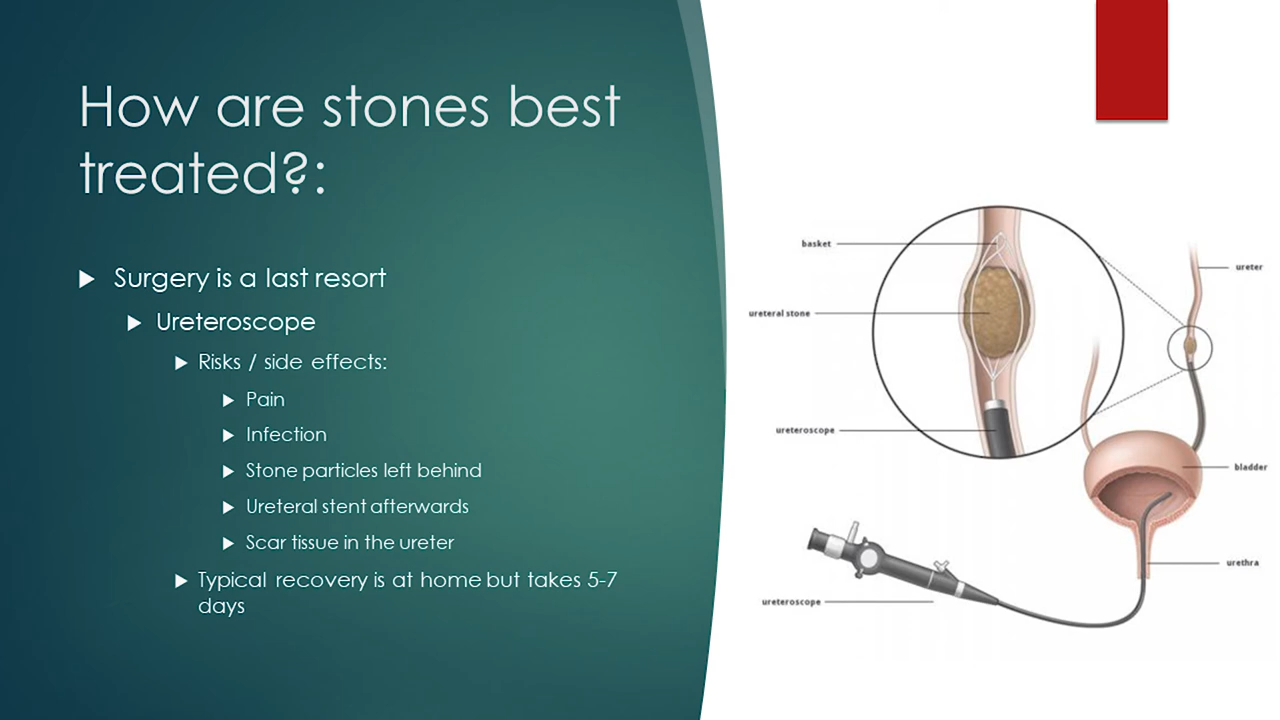 How are stones best
treated?:
Surgery is a last resort
Ureteroscope
Risks / side effects:
Pain
Infection
Stone particles left behind
Ureteral stent afterwards
Scar tissue in the ureter
Typical recovery is at home but takes 5-7
days
basket
ureter
ureteral stone
ureteroscope
bladder
urethra
ureteroscope